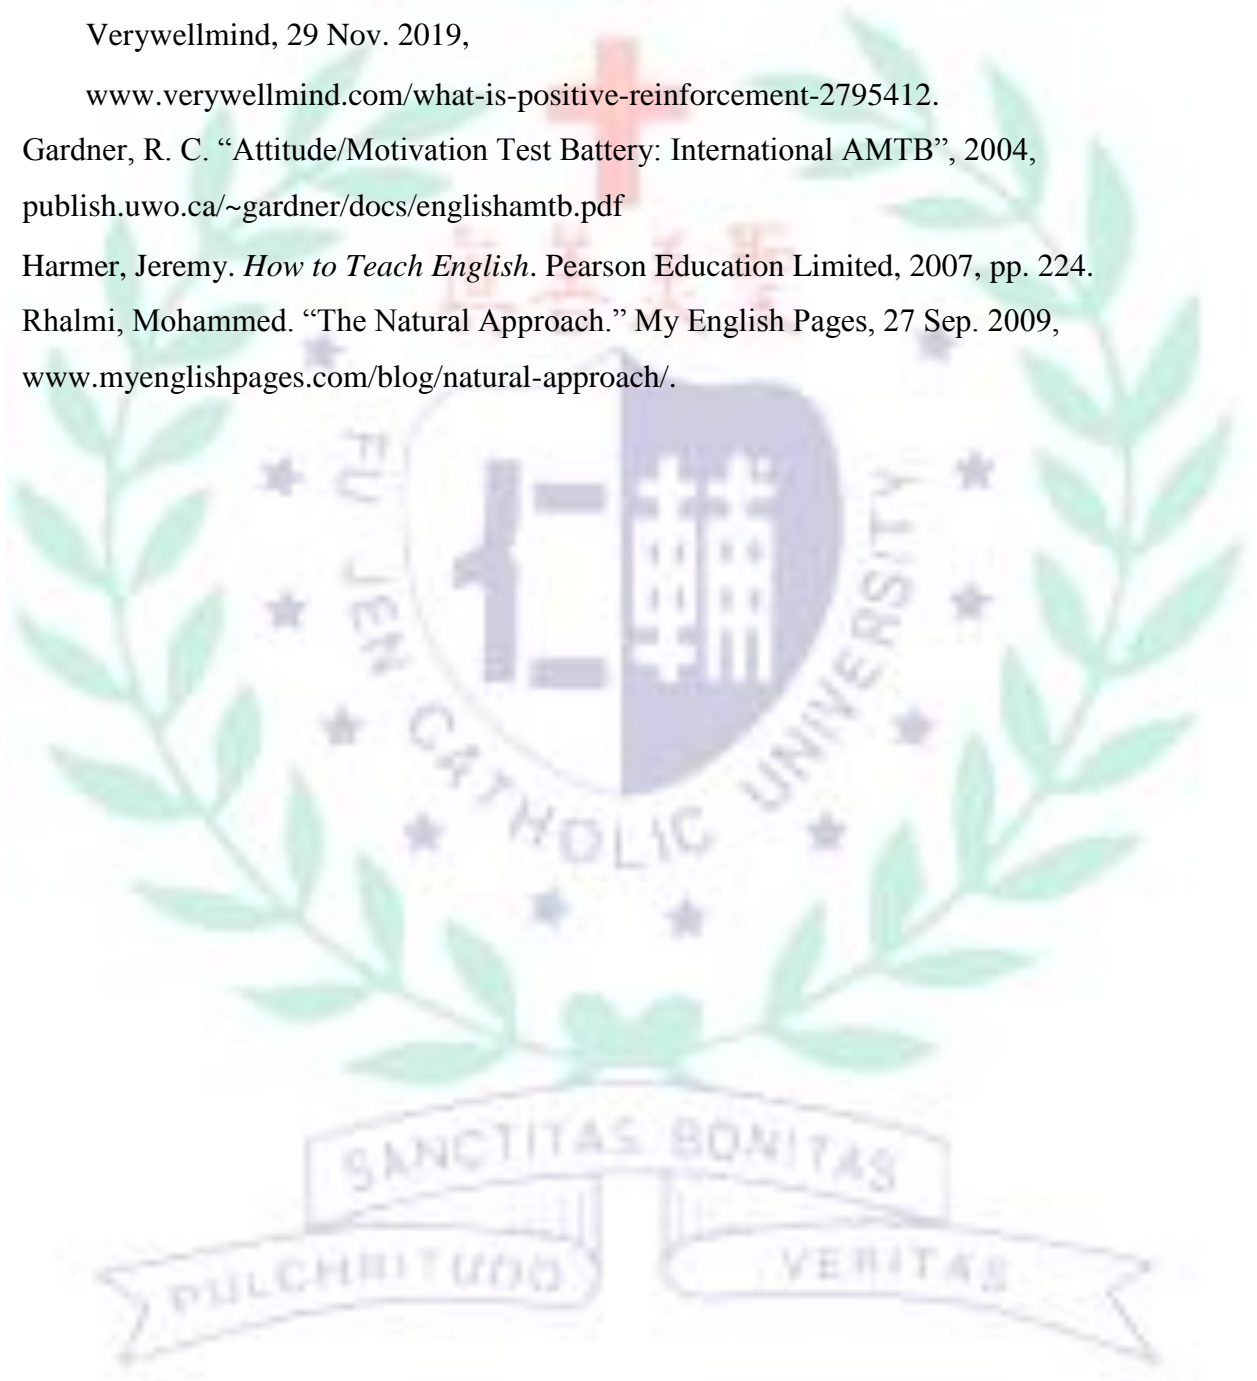 Verywellmind, 29 Nov. 2019,
www.verywellmind.com/what-is-positive-reinforcement-2795412.
Gardner, R. C. “Attitude/Motivation Test Battery: International AMTB”, 2004,
publish.uwo.ca/~gardner/docs/englishamtb.pdf
Harmer, Jeremy. How to Teach English. Pearson Education Limited, 2007, pp. 224.
Rhalmi, Mohammed. “The Natural Approach.” My English Pages, 27 Sep. 2009,
www.myenglishpages.com/blog/natural-approach/.
FU JEN CATHOLIC UNIVERSITY
SANCTITAS BONITAS
PULCHRITUDO VERITAS